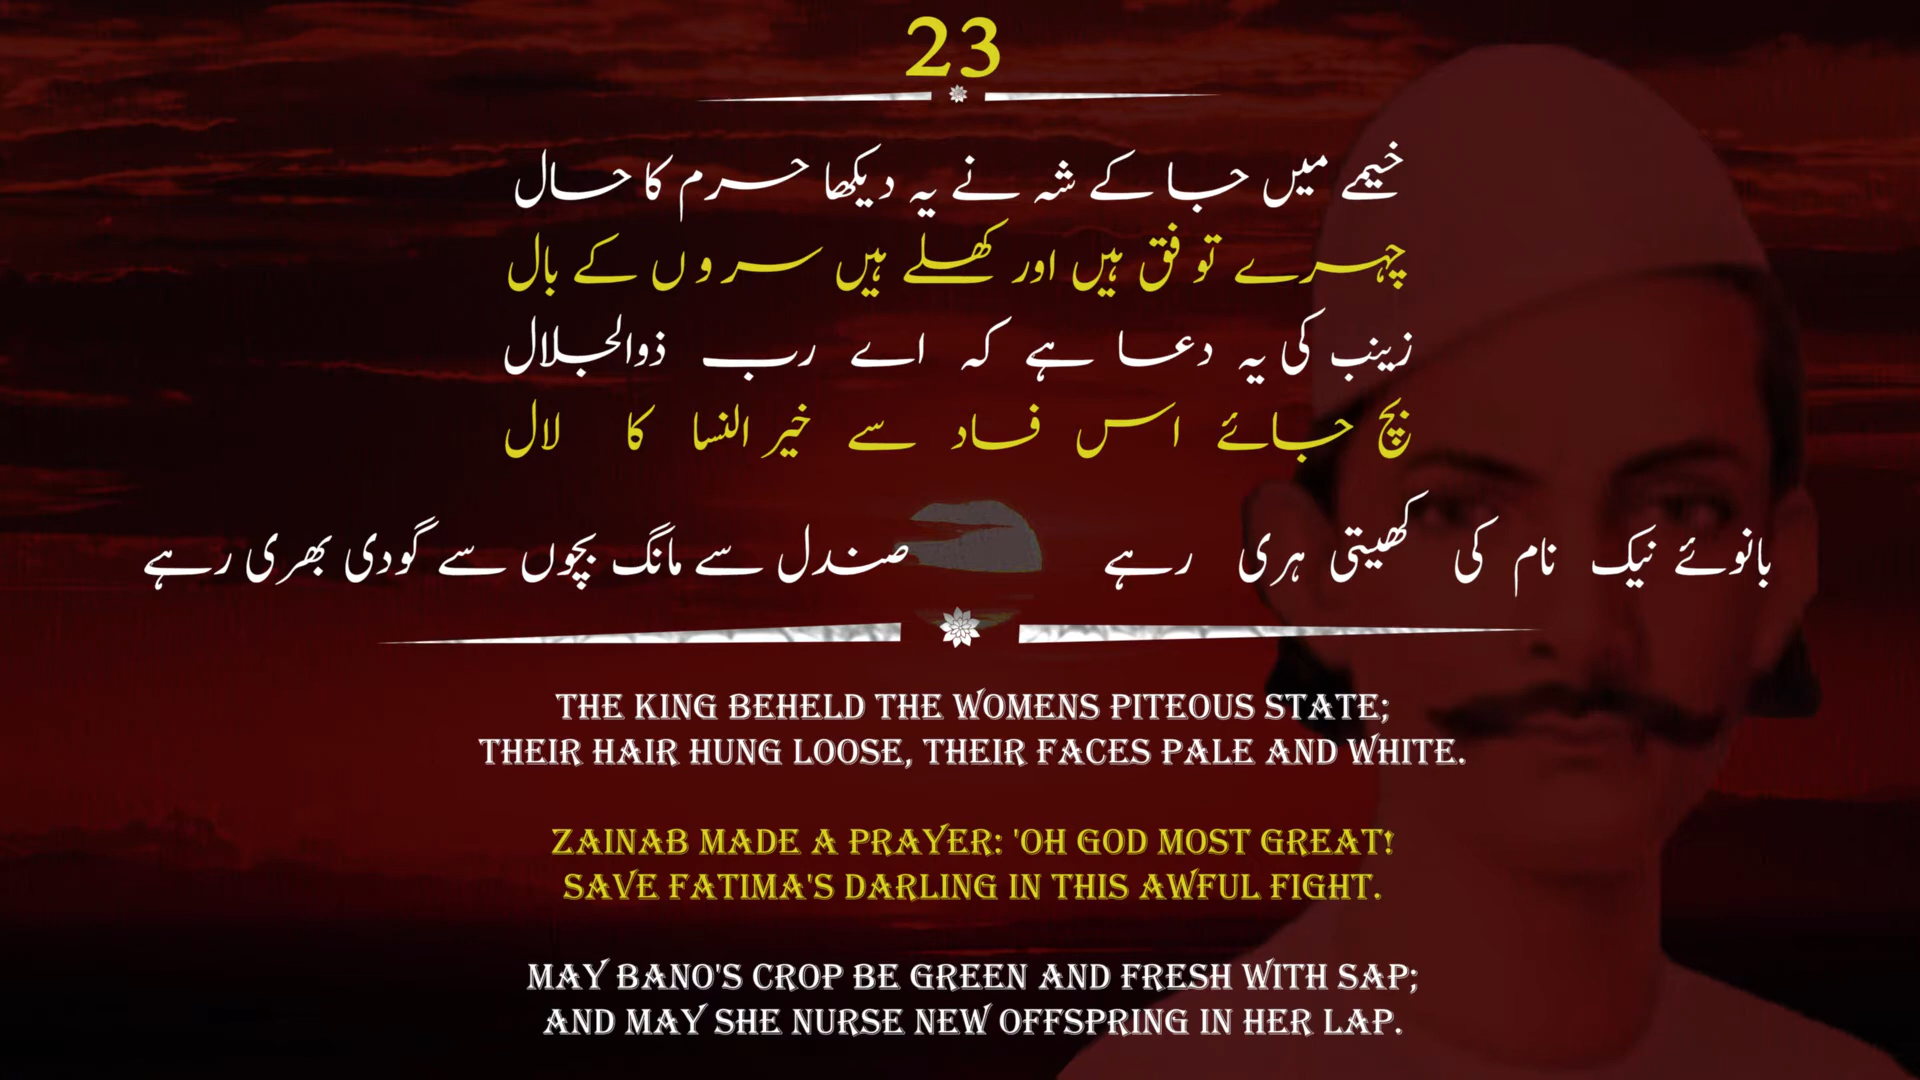 23
خیمے میں جا کے شہ نے یہ دیکھا حرم کا حال
چہرے تو فق ہیں اور کھلے ہیں سروں کے بال
زینب کی یہ دعا ہے کہ اے رب ذوالجلال
بچ جائے اس فساد سے خیر النسا کا لال
بانوئے نیک نام کی کھیتی ہری رہے صندل سے مانگ بچوں سے گودی بھری رہے
THE KING BEHELD THE WOMENS PITEOUS STATE;
THEIR HAIR HUNG LOOSE, THEIR FACES PALE AND WHITE.
ZAINAB MADE A PRAYER: 'OH GOD MOST GREAT!
SAVE FATIMA'S DARLING IN THIS AWFUL FIGHT.
MAY BANO'S CROP BE GREEN AND FRESH WITH SAP;
AND MAY SHE NURSE NEW OFFSPRING IN HER LAP.